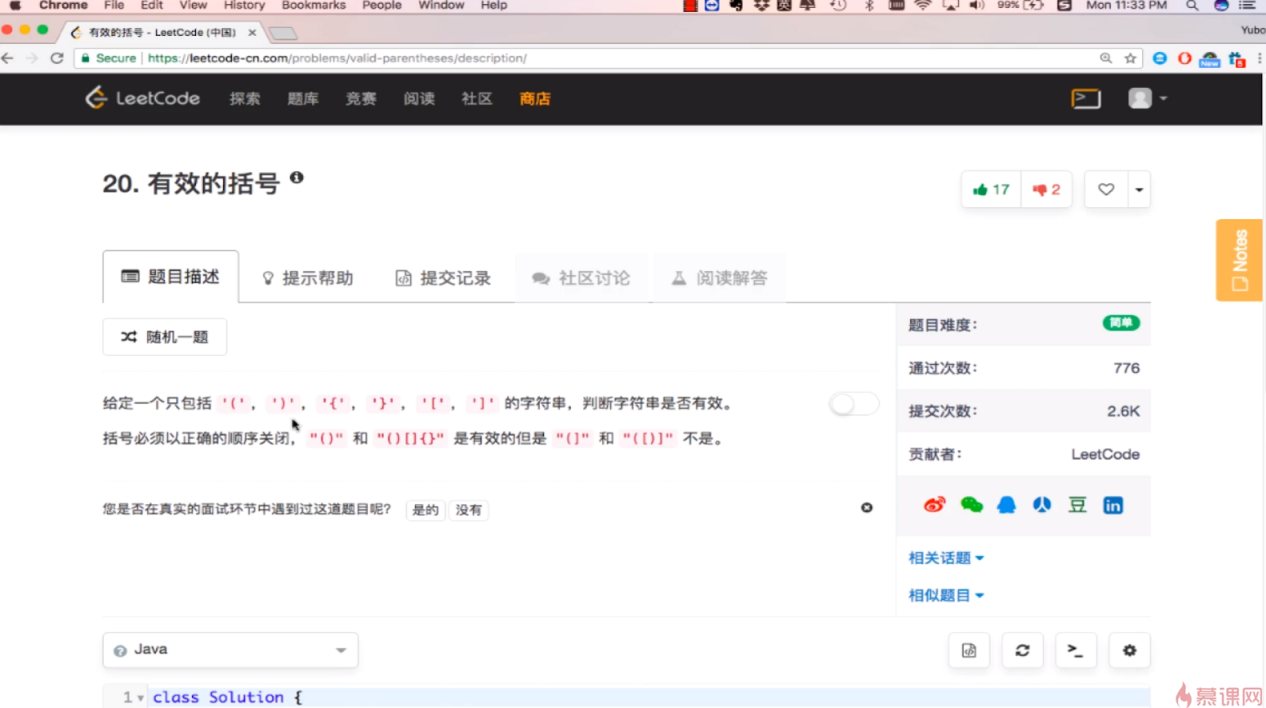 Chrome File Edit View History Bookmarks People Window Help 99% Mon 11:33 PM
有效的括号 - LeetCode (中国) Yubo
Secure https://leetcode-cn.com/problems/valid-parentheses/description/ New 5
LeetCode 探索 题库 竞赛 阅读 社区 商店
20. 有效的括号
17 2
Notes
题目描述 提示帮助 提交记录 社区讨论 阅读解答
随机一题
给定一个只包括 '(', ')', '{', '}', '[', ']' 的字符串，判断字符串是否有效。
括号必须以正确的顺序关闭，"()" 和 "()[]{}" 是有效的但是 "(]" 和 "([)]" 不是。
您是否在真实的面试环节中遇到过这道题目呢? 是的 没有
题目难度: 简单
通过次数: 776
提交次数: 2.6K
贡献者: LeetCode
豆 in
相关话题
相似题目
Java
1 class Solution {
慕课网